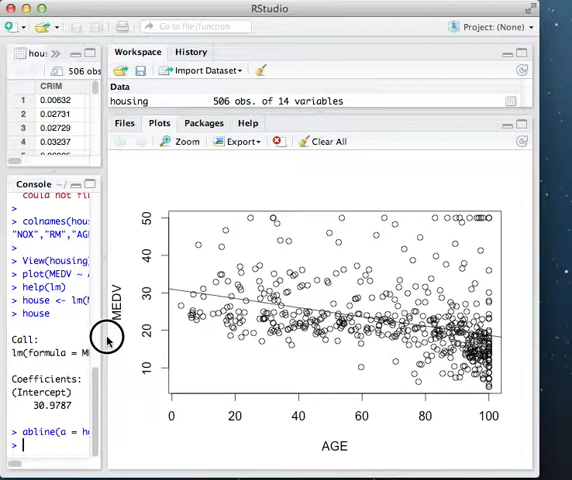 RStudio
Go to file/function
Project: (None)
hou
506 obs
CRIM
1 0.00632
2 0.02731
3 0.02729
4 0.03237
Workspace History
Import Dataset
Data
housing 506 obs. of 14 variables
Files Plots Packages Help
Zoom Export Clear All
Console ~/
could not fi
>
> colnames(hous
"NOX","RM","AG
>
> View(housing)
> plot(MEDV ~
> help(lm)
> house <- lm(
> house
Call:
lm(formula = M
Coefficients:
(Intercept)
30.9787
> abline(a = h
>
MEDV
50
40
30
20
10
0 20 40 60 80 100
AGE